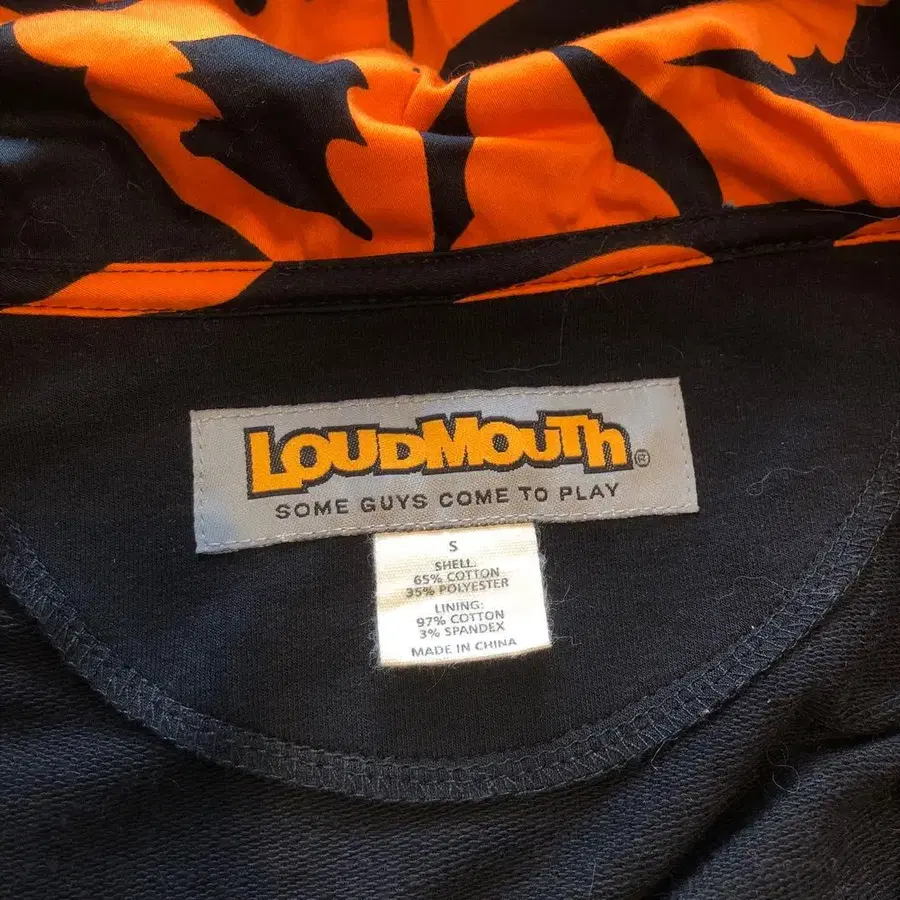 LOUDMOUTH®
SOME GUYS COME TO PLAY
S
SHELL:
65% COTTON
35% POLYESTER
LINING:
97% COTTON
3% SPANDEX
MADE IN CHINA